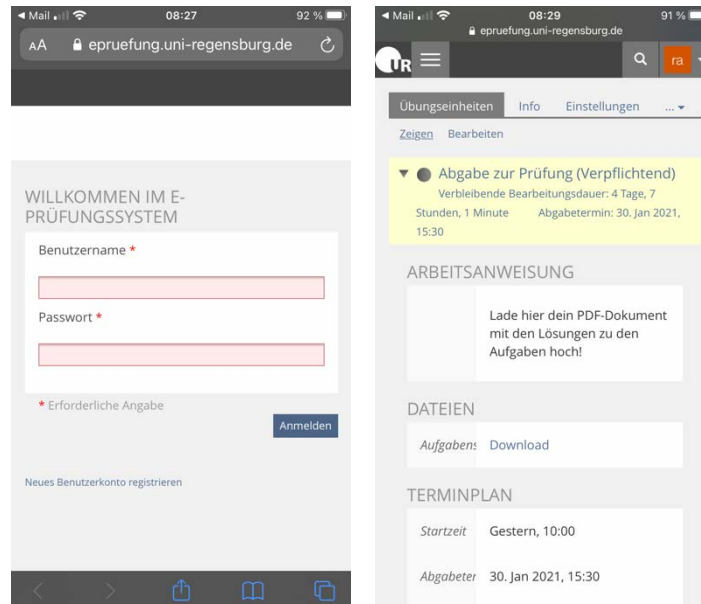 Mail
08:27
92 %
AA epruefung.uni-regensburg.de
WILLKOMMEN IM E-
PRÜFUNGSSYSTEM
Benutzername *
Passwort *
* Erforderliche Angabe
Anmelden
Neues Benutzerkonto registrieren
Mail
08:29
91 %
epruefung.uni-regensburg.de
UR
ra
Übungseinheiten Info Einstellungen ...
Zeigen Bearbeiten
Abgabe zur Prüfung (Verpflichtend)
Verbleibende Bearbeitungsdauer: 4 Tage, 7
Stunden, 1 Minute Abgabetermin: 30. Jan 2021,
15:30
ARBEITSANWEISUNG
Lade hier dein PDF-Dokument
mit den Lösungen zu den
Aufgaben hoch!
DATEIEN
Aufgabens Download
TERMINPLAN
Startzeit Gestern, 10:00
Abgabeter 30. Jan 2021, 15:30